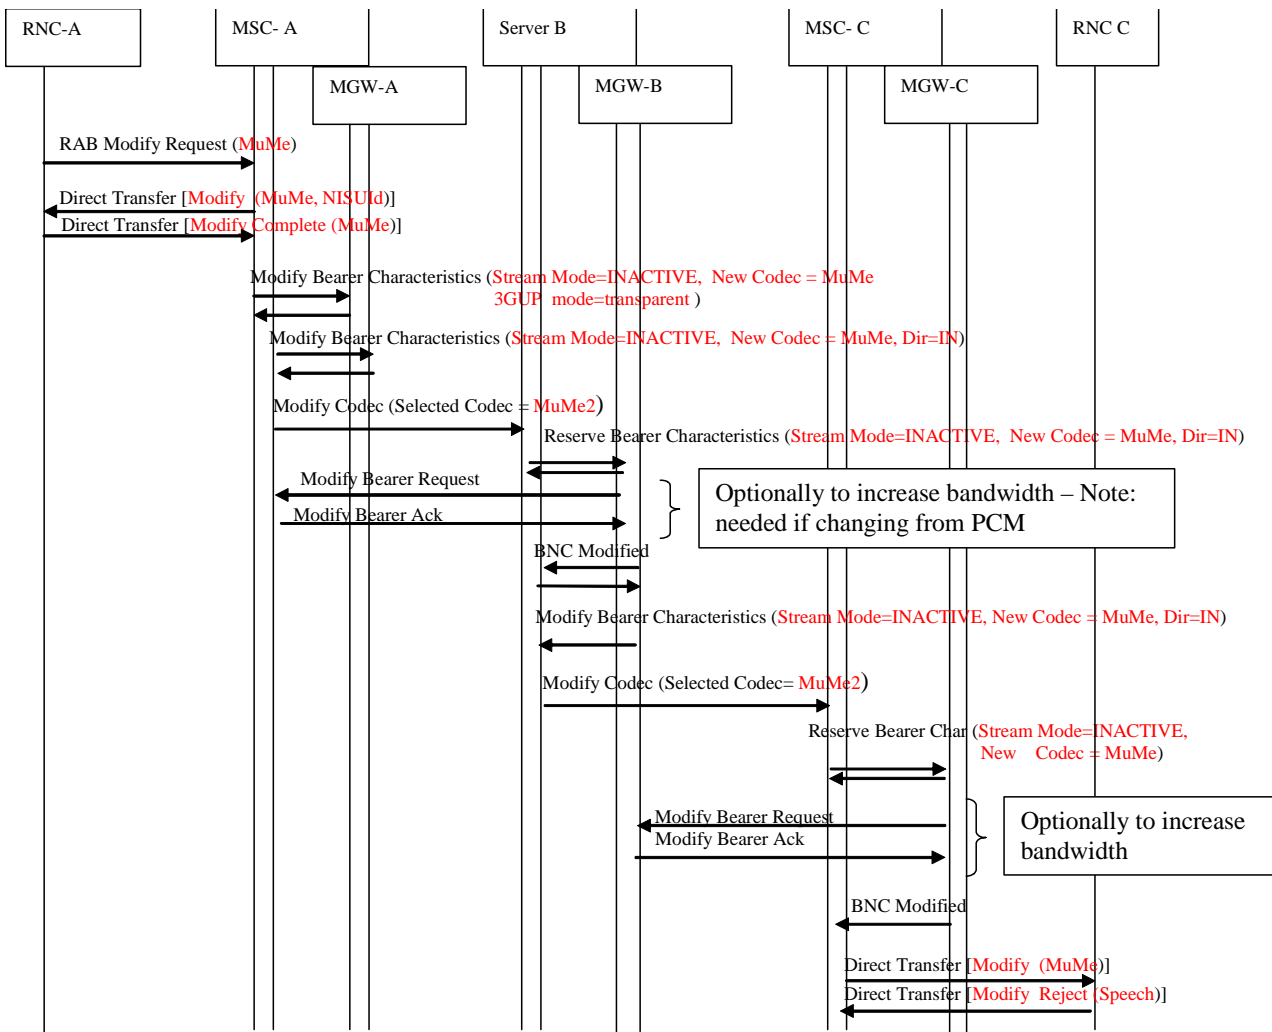 RNC-A
MSC- A
Server B
MSC- C
RNC C
MGW-A
MGW-B
MGW-C
RAB Modify Request (MuMe)
Direct Transfer [Modify (MuMe, NISUId)]
Direct Transfer [Modify Complete (MuMe)]
Modify Bearer Characteristics (Stream Mode=INACTIVE, New Codec = MuMe
3GUP mode=transparent )
Modify Bearer Characteristics (Stream Mode=INACTIVE, New Codec = MuMe, Dir=IN)
Modify Codec (Selected Codec = MuMe2)
Reserve Bearer Characteristics (Stream Mode=INACTIVE, New Codec = MuMe, Dir=IN)
Modify Bearer Request
Modify Bearer Ack
Optionally to increase bandwidth – Note:
needed if changing from PCM
BNC Modified
Modify Bearer Characteristics (Stream Mode=INACTIVE, New Codec = MuMe, Dir=IN)
Modify Codec (Selected Codec= MuMe2)
Reserve Bearer Char (Stream Mode=INACTIVE,
New Codec = MuMe)
Modify Bearer Request
Modify Bearer Ack
Optionally to increase
bandwidth
BNC Modified
Direct Transfer [Modify (MuMe)]
Direct Transfer [Modify Reject (Speech)]